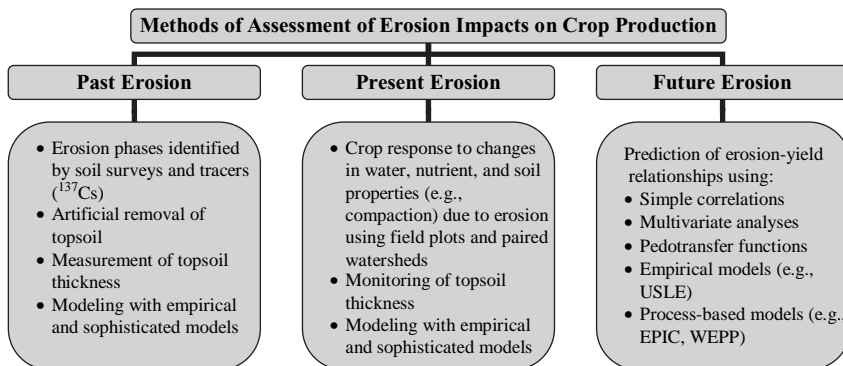 Methods of Assessment of Erosion Impacts on Crop Production
Past Erosion
• Erosion phases identified
by soil surveys and tracers
(¹³⁷Cs)
• Artificial removal of
topsoil
• Measurement of topsoil
thickness
• Modeling with empirical
and sophisticated models
Present Erosion
• Crop response to changes
in water, nutrient, and soil
properties (e.g.,
compaction) due to erosion
using field plots and paired
watersheds
• Monitoring of topsoil
thickness
• Modeling with empirical
and sophisticated models
Future Erosion
Prediction of erosion-yield
relationships using:
• Simple correlations
• Multivariate analyses
• Pedotransfer functions
• Empirical models (e.g.,
USLE)
• Process-based models (e.g.,
EPIC, WEPP)